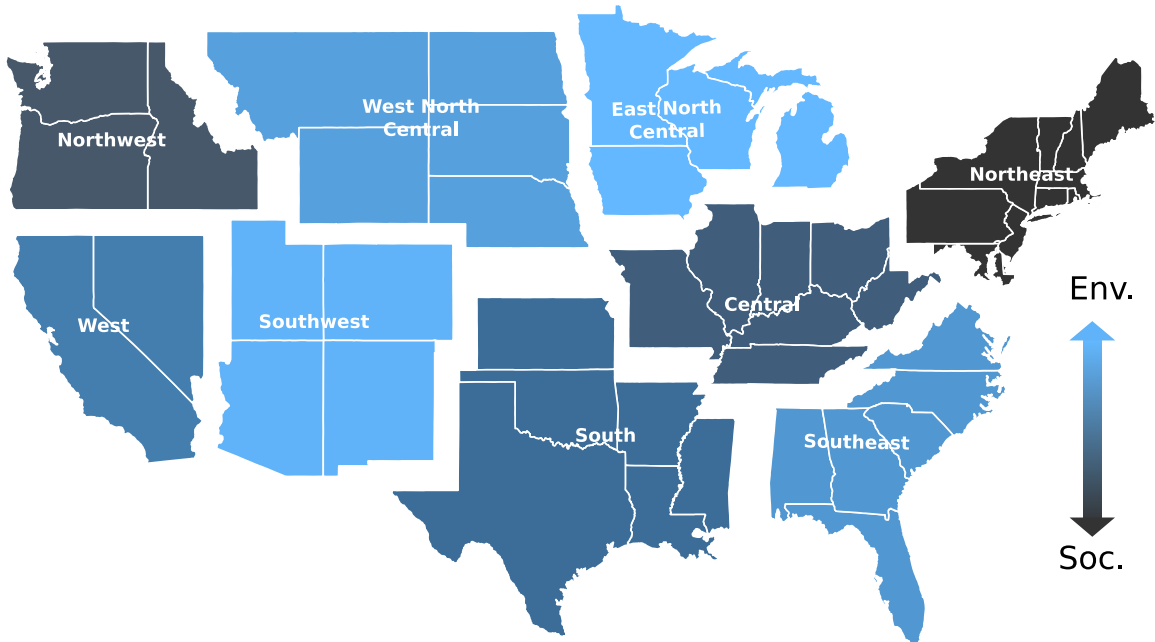 West North
Central
East North
Central
Northwest
Northeast
Env.
Central
West
Southwest
South
Southeast
Soc.